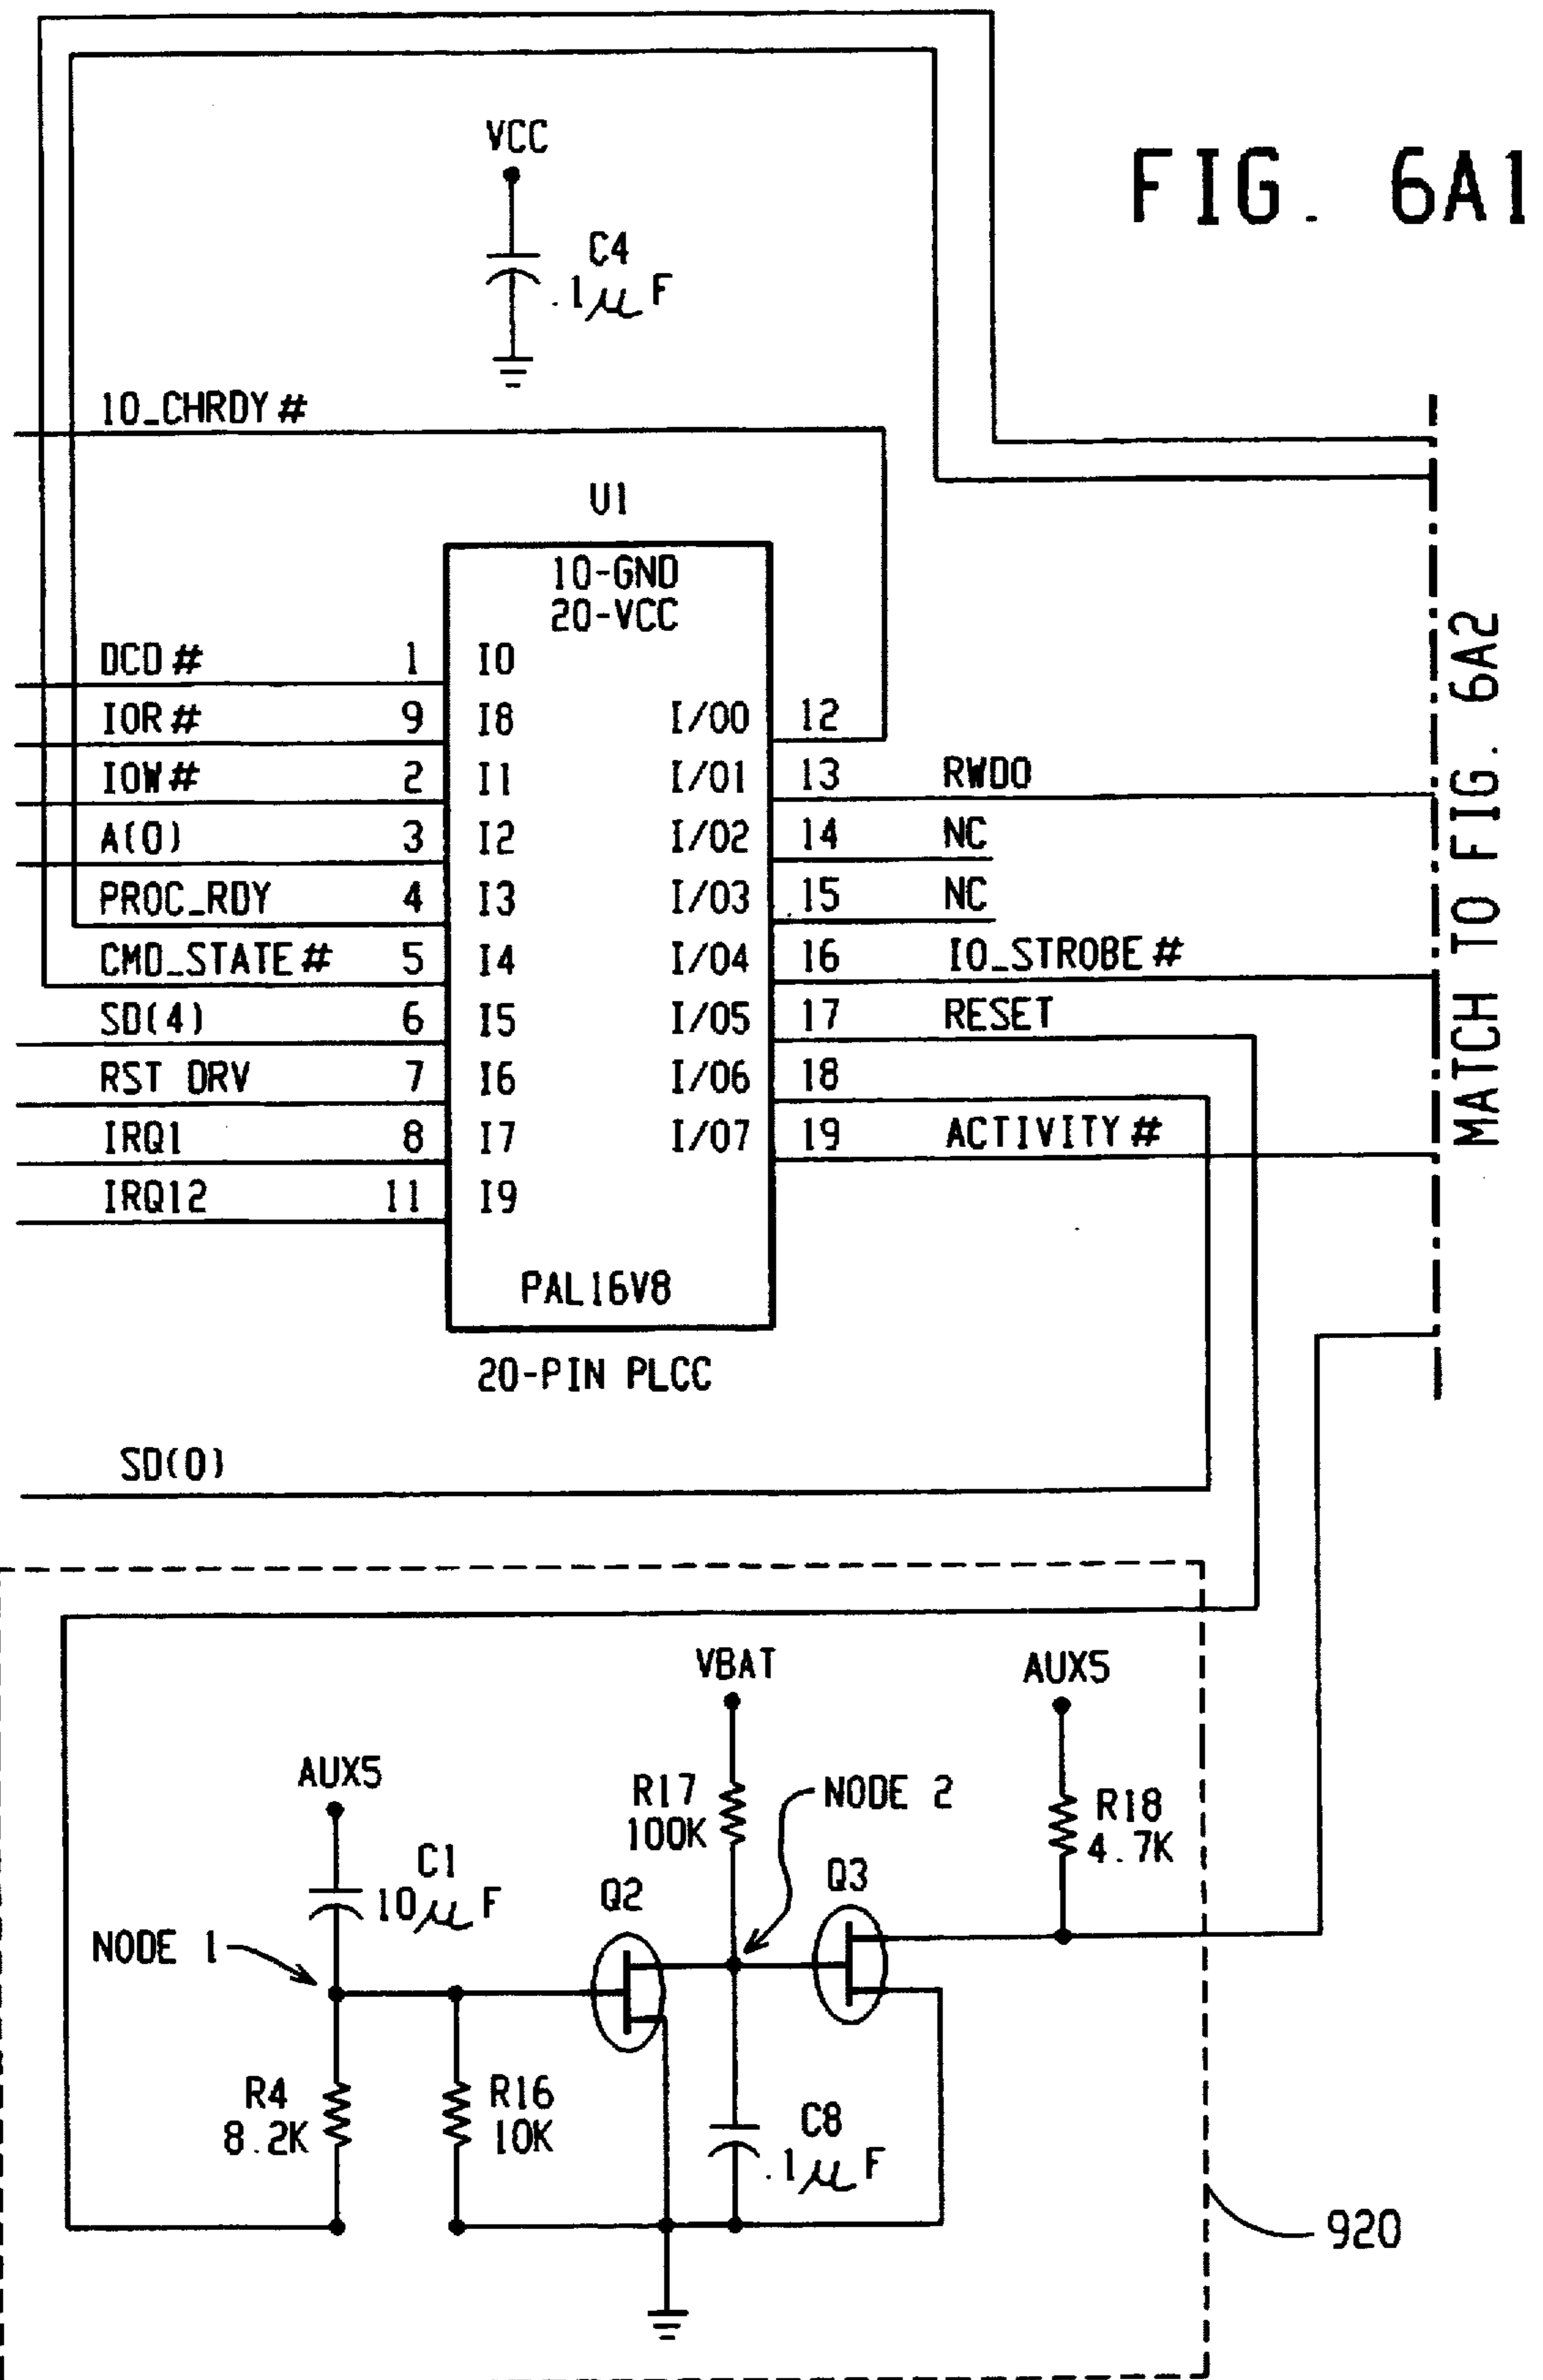 FIG. 6A1
VCC
C4
.1μF
10_CHRDY#
U1
10-GND
20-VCC
DCD# 1 I0
IOR# 9 I8 I/O0 12
IOW# 2 I1 I/O1 13 RWD0
A(0) 3 I2 I/O2 14 NC
PROC_RDY 4 I3 I/O3 15 NC
CMD_STATE# 5 I4 I/O4 16 IO_STROBE#
SD(4) 6 I5 I/O5 17 RESET
RST DRV 7 I6 I/O6 18
IRQ1 8 I7 I/O7 19 ACTIVITY#
IRQ12 11 I9
PAL16V8
20-PIN PLCC
MATCH TO FIG. 6A2
SD(0)
VBAT
AUX5
AUX5
R17
100K
NODE 2
R18
4.7K
C1
10μF
Q2
Q3
NODE 1
R4
8.2K
R16
10K
C8
.1μF
920